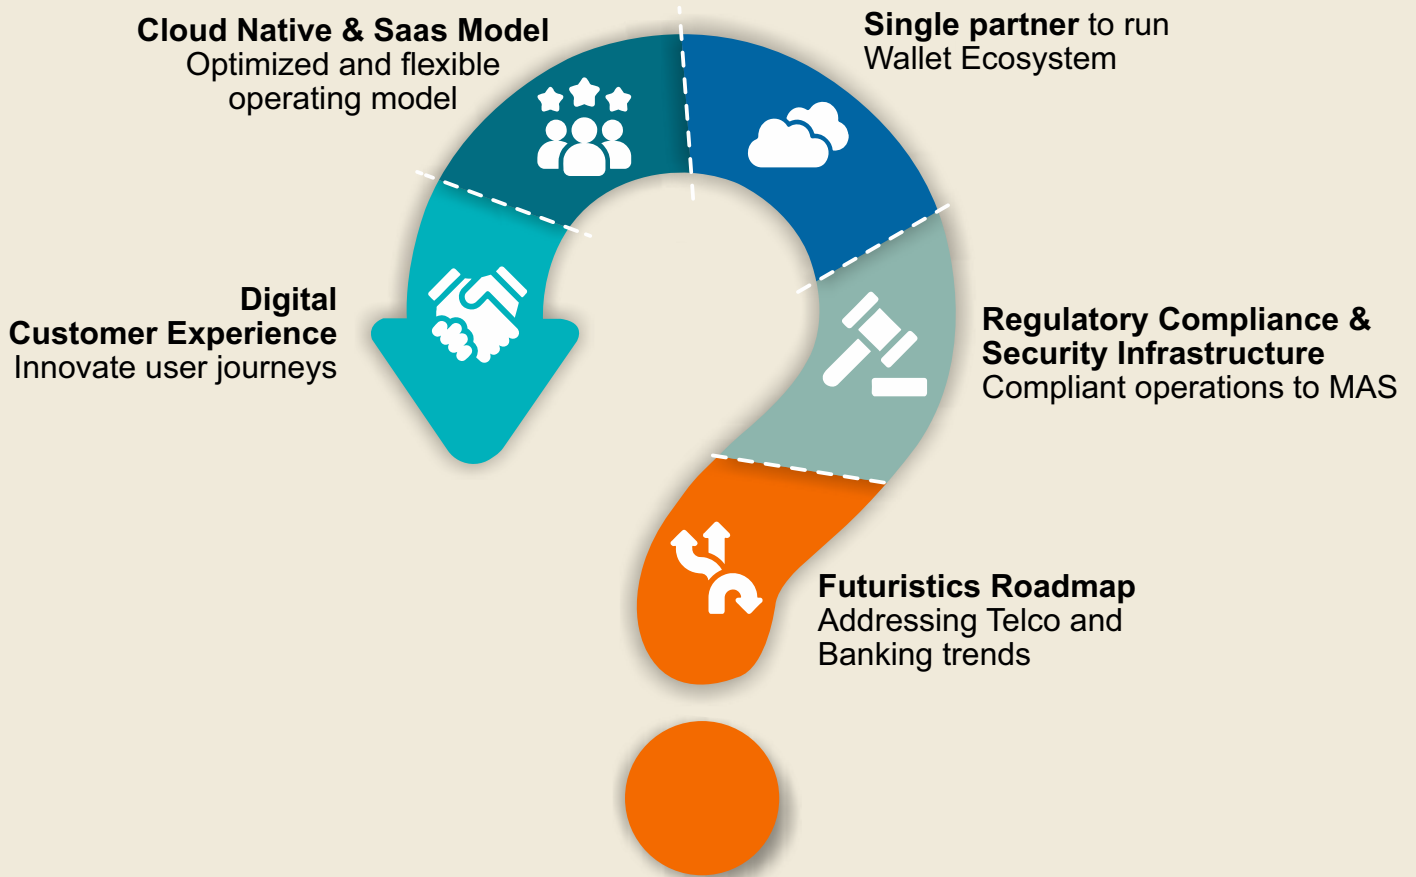 Cloud Native & Saas Model
Optimized and flexible
operating model
Single partner to run
Wallet Ecosystem
Digital
Customer Experience
Innovate user journeys
Regulatory Compliance &
Security Infrastructure
Compliant operations to MAS
Futuristics Roadmap
Addressing Telco and
Banking trends